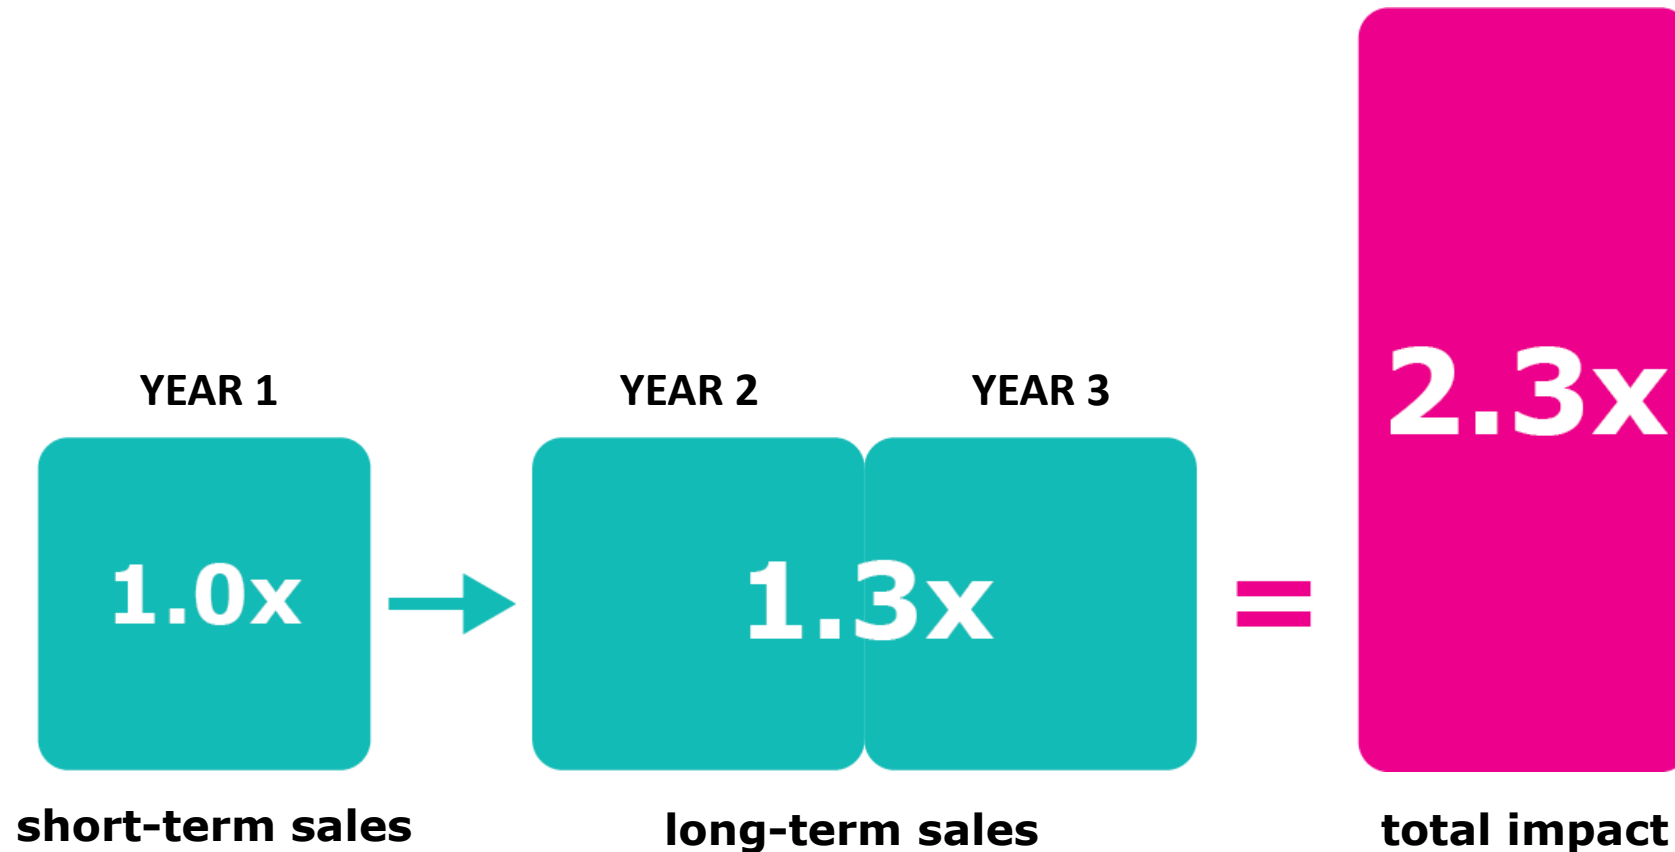 YEAR 1
YEAR 2
YEAR 3
1.0x
1.3x
=
2.3x
short-term sales
long-term sales
total impact